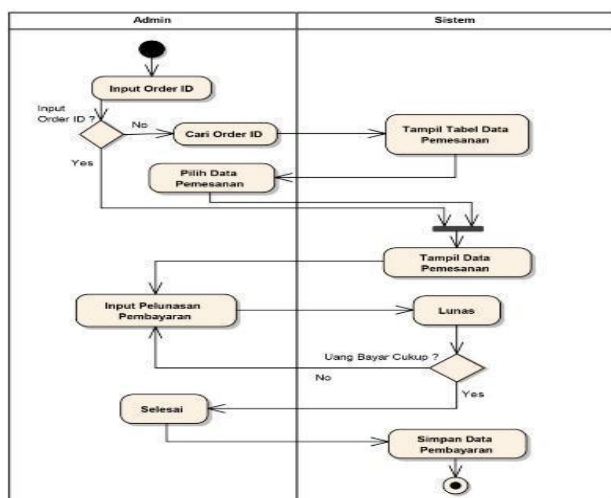 Admin
Sistem
Input Order ID
Input
Order ID ?
No
Cari Order ID
Tampil Tabel Data
Pemesanan
Yes
Pilih Data
Pemesanan
Tampil Data
Pemesanan
Input Pelunasan
Pembayaran
Lunas
Uang Bayar Cukup ?
No
Yes
Selesai
Simpan Data
Pembayaran